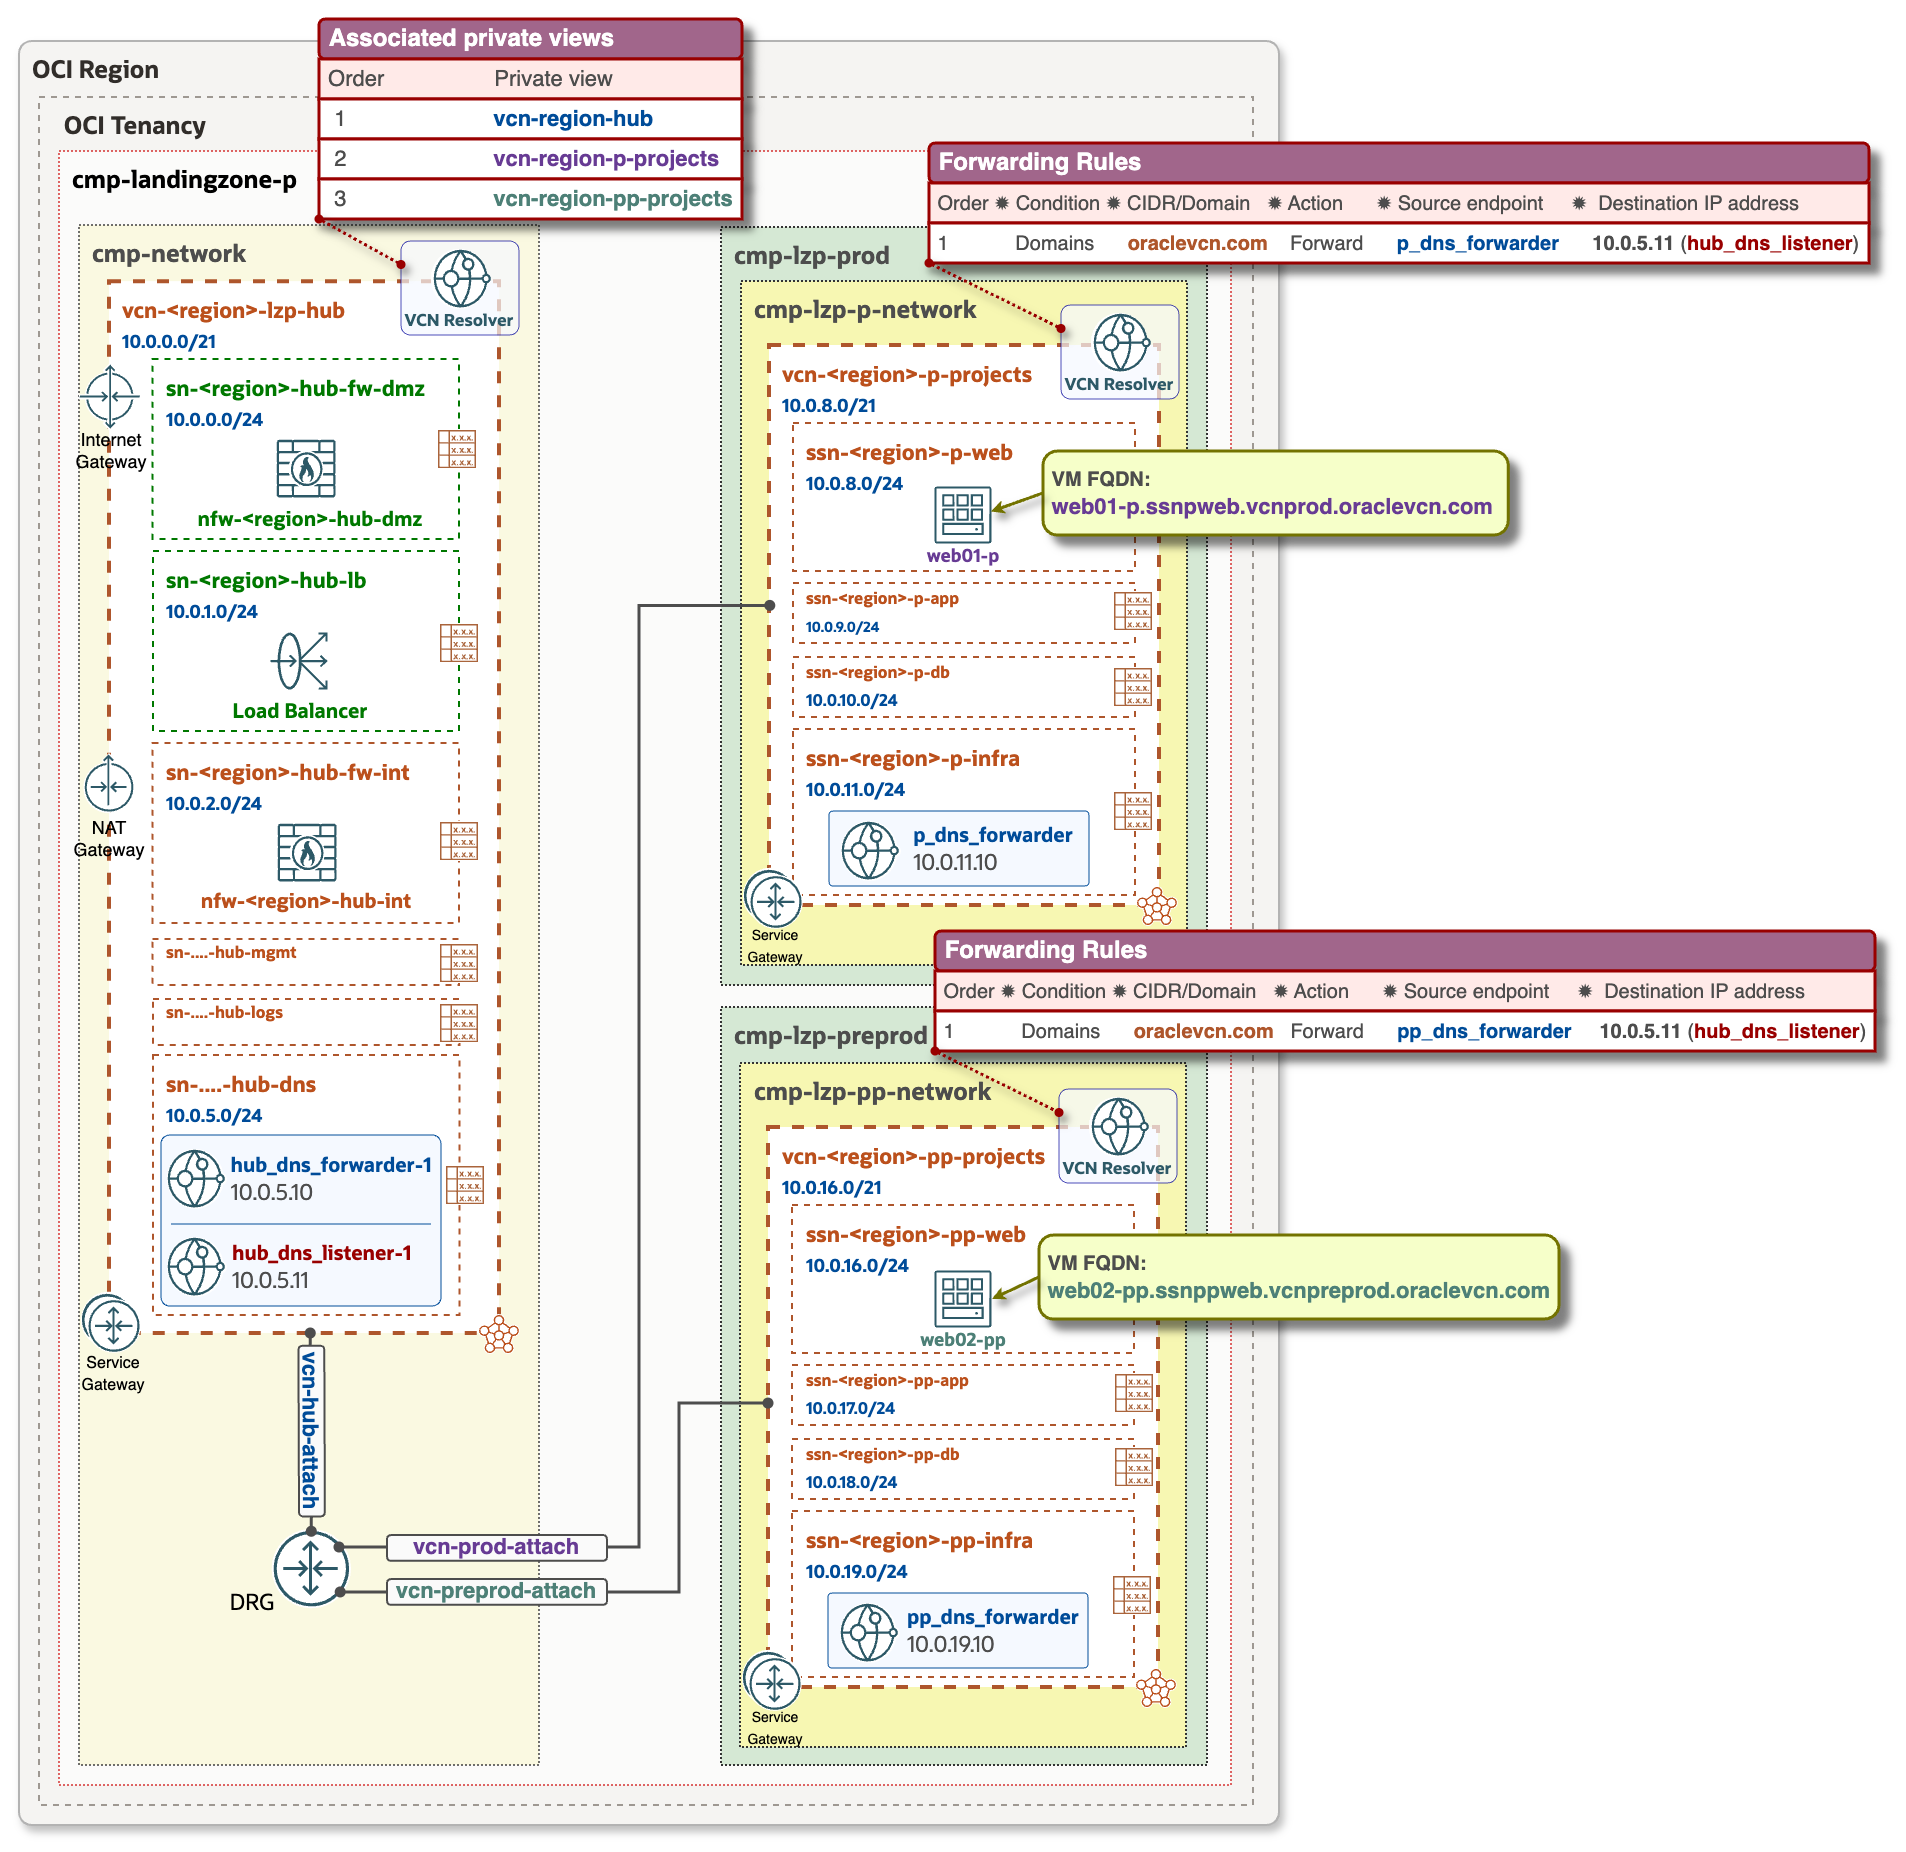 OCI Region
OCI Tenancy
cmp-landingzone-p
Associated private views
Order Private view
1 vcn-region-hub
2 vcn-region-p-projects
3 vcn-region-pp-projects
cmp-network
VCN Resolver
vcn-<region>-lzp-hub
10.0.0.0/21
sn-<region>-hub-fw-dmz
10.0.0.0/24
nfw-<region>-hub-dmz
Internet
Gateway
sn-<region>-hub-lb
10.0.1.0/24
Load Balancer
sn-<region>-hub-fw-int
10.0.2.0/24
nfw-<region>-hub-int
NAT
Gateway
sn-....-hub-mgmt
sn-....-hub-logs
sn-....-hub-dns
10.0.5.0/24
hub_dns_forwarder-1
10.0.5.10
hub_dns_listener-1
10.0.5.11
Service
Gateway
vcn-hub-attach
DRG
vcn-prod-attach
vcn-preprod-attach
Forwarding Rules
Order ✷ Condition ✷ CIDR/Domain ✷ Action ✷ Source endpoint ✷ Destination IP address
1 Domains oraclevcn.com Forward p_dns_forwarder 10.0.5.11 (hub_dns_listener)
cmp-lzp-prod
cmp-lzp-p-network
VCN Resolver
vcn-<region>-p-projects
10.0.8.0/21
ssn-<region>-p-web
10.0.8.0/24
web01-p
VM FQDN:
web01-p.ssnpweb.vcnprod.oraclevcn.com
ssn-<region>-p-app
10.0.9.0/24
ssn-<region>-p-db
10.0.10.0/24
ssn-<region>-p-infra
10.0.11.0/24
p_dns_forwarder
10.0.11.10
Service
Gateway
Forwarding Rules
Order ✷ Condition ✷ CIDR/Domain ✷ Action ✷ Source endpoint ✷ Destination IP address
1 Domains oraclevcn.com Forward pp_dns_forwarder 10.0.5.11 (hub_dns_listener)
cmp-lzp-preprod
cmp-lzp-pp-network
VCN Resolver
vcn-<region>-pp-projects
10.0.16.0/21
ssn-<region>-pp-web
10.0.16.0/24
web02-pp
VM FQDN:
web02-pp.ssnppweb.vcnpreprod.oraclevcn.com
ssn-<region>-pp-app
10.0.17.0/24
ssn-<region>-pp-db
10.0.18.0/24
ssn-<region>-pp-infra
10.0.19.0/24
pp_dns_forwarder
10.0.19.10
Service
Gateway